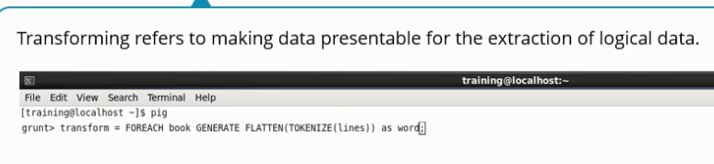 Transforming refers to making data presentable for the extraction of logical data.
training@localhost:~
File Edit View Search Terminal Help
[training@localhost ~]$ pig
grunt> transform = FOREACH book GENERATE FLATTEN(TOKENIZE(lines)) as word;